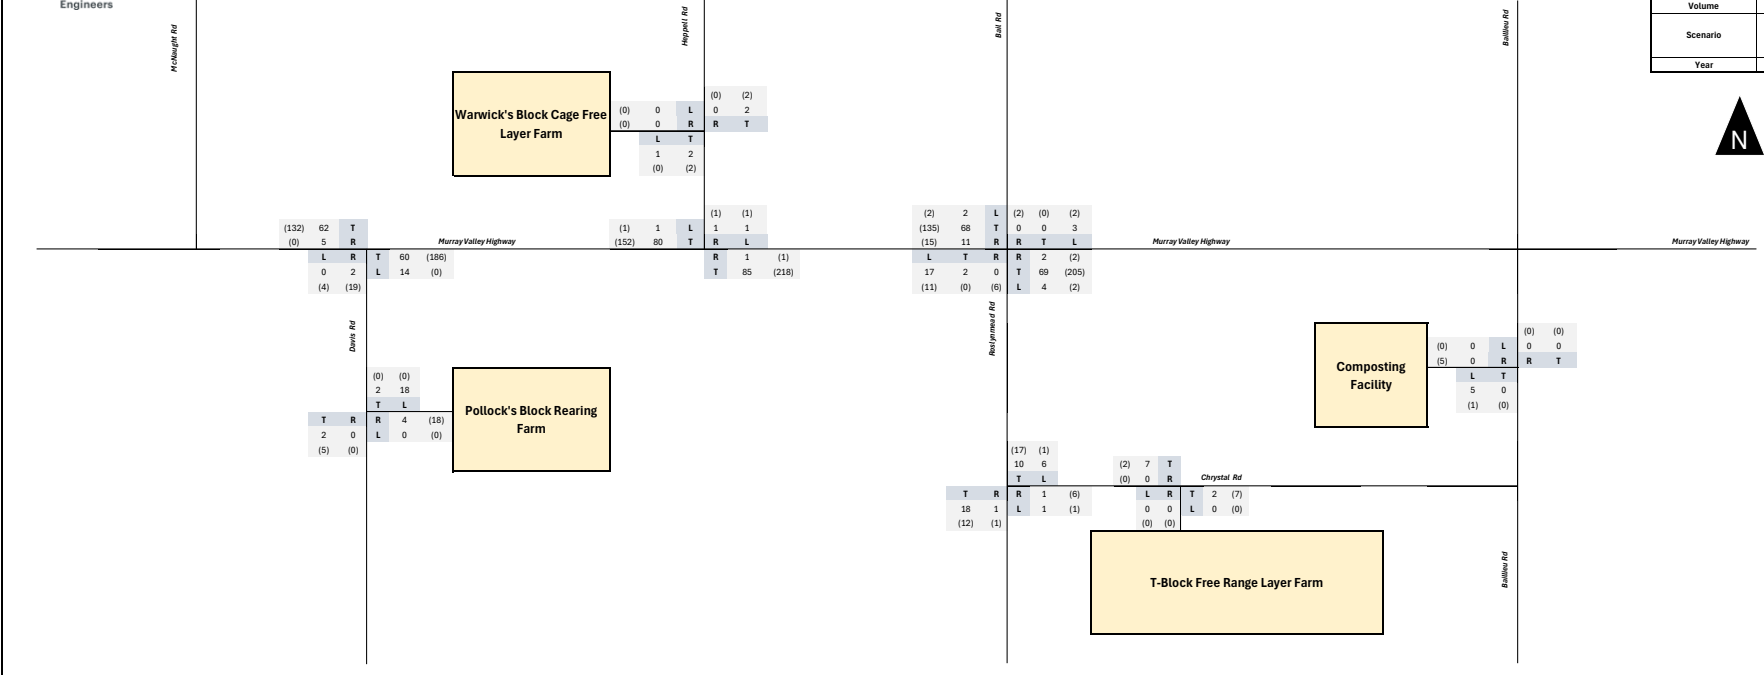 Engineers
Volume
Scenario
Year
McNaught Rd
Heppell Rd
Ball Rd
Baillieu Rd
N
Warwick's Block Cage Free
Layer Farm
(0) (2)
(0) 0 L 0 2
(0) 0 R R T
L T
1 2
(0) (2)
(132) 62 T
(0) 5 R
Murray Valley Highway
L R T 60 (186)
0 2 L 14 (0)
(4) (19)
(1) (1)
(1) 1 L 1 1
(152) 80 T R L
R 1 (1)
T 85 (218)
(2) 2 L (2) (0) (2)
(135) 68 T 0 0 3
(15) 11 R R T L
L T R R 2 (2)
17 2 0 T 69 (205)
(11) (0) (6) L 4 (2)
Murray Valley Highway
Murray Valley Highway
Davis Rd
Roslynmead Rd
(0) (0)
2 18
T L
T R R 4 (18)
2 0 L 0 (0)
(5) (0)
Pollock's Block Rearing
Farm
Composting
Facility
(0) (0)
(0) 0 L 0 0
(5) 0 R R T
L T
5 0
(1) (0)
(17) (1)
10 6
T L
T R R 1 (6)
18 1 L 1 (1)
(12) (1)
(2) 7 T
(0) 0 R
Chrystal Rd
L R T 2 (7)
0 0 L 0 (0)
(0) (0)
T-Block Free Range Layer Farm
Baillieu Rd